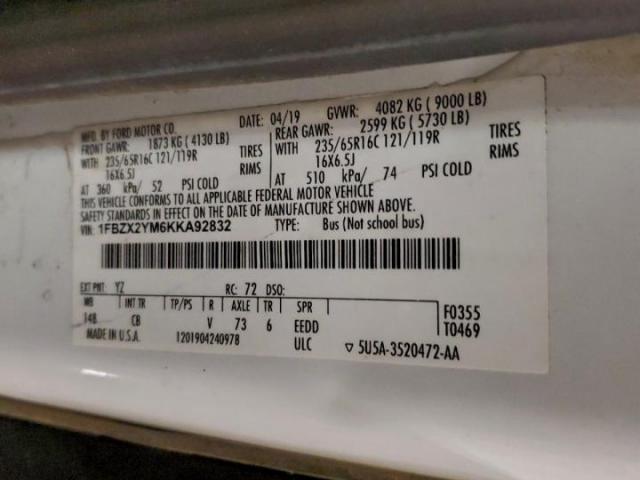 MFD. BY FORD MOTOR CO.
DATE: 04/19 GVWR: 4082 KG ( 9000 LB)
FRONT GAWR: 1873 KG ( 4130 LB) REAR GAWR: 2599 KG ( 5730 LB)
WITH 235/65R16C 121/119R TIRES WITH 235/65R16C 121/119R TIRES
16X6.5J RIMS 16X6.5J RIMS
AT 360 kPa/ 52 PSI COLD AT 510 kPa/ 74 PSI COLD
THIS VEHICLE CONFORMS TO ALL APPLICABLE FEDERAL MOTOR VEHICLE
SAFETY STANDARDS IN EFFECT ON THE DATE OF MANUFACTURE SHOWN ABOVE.
VIN: 1FBZX2YM6KKA92832 TYPE: Bus (Not school bus)
EXT PNT: YZ RC: 72 DSO:
WB INT TR TP/PS R AXLE TR SPR F0355
148 CB V 73 6 EEDD T0469
MADE IN U.S.A. 1201904240978 ULC ▽ 5U5A-3520472-AA